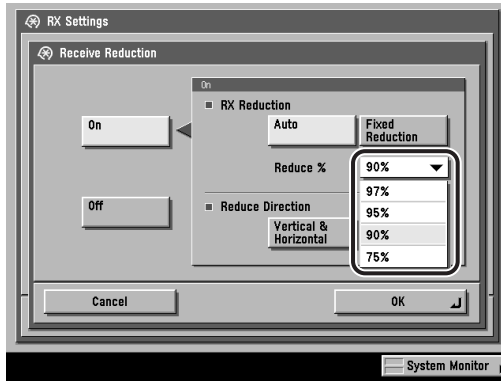 RX Settings
Receive Reduction
On
On
RX Reduction
Auto
Fixed
Reduction
Reduce %
90%
97%
95%
90%
75%
Off
Reduce Direction
Vertical &
Horizontal
Cancel
OK
System Monitor